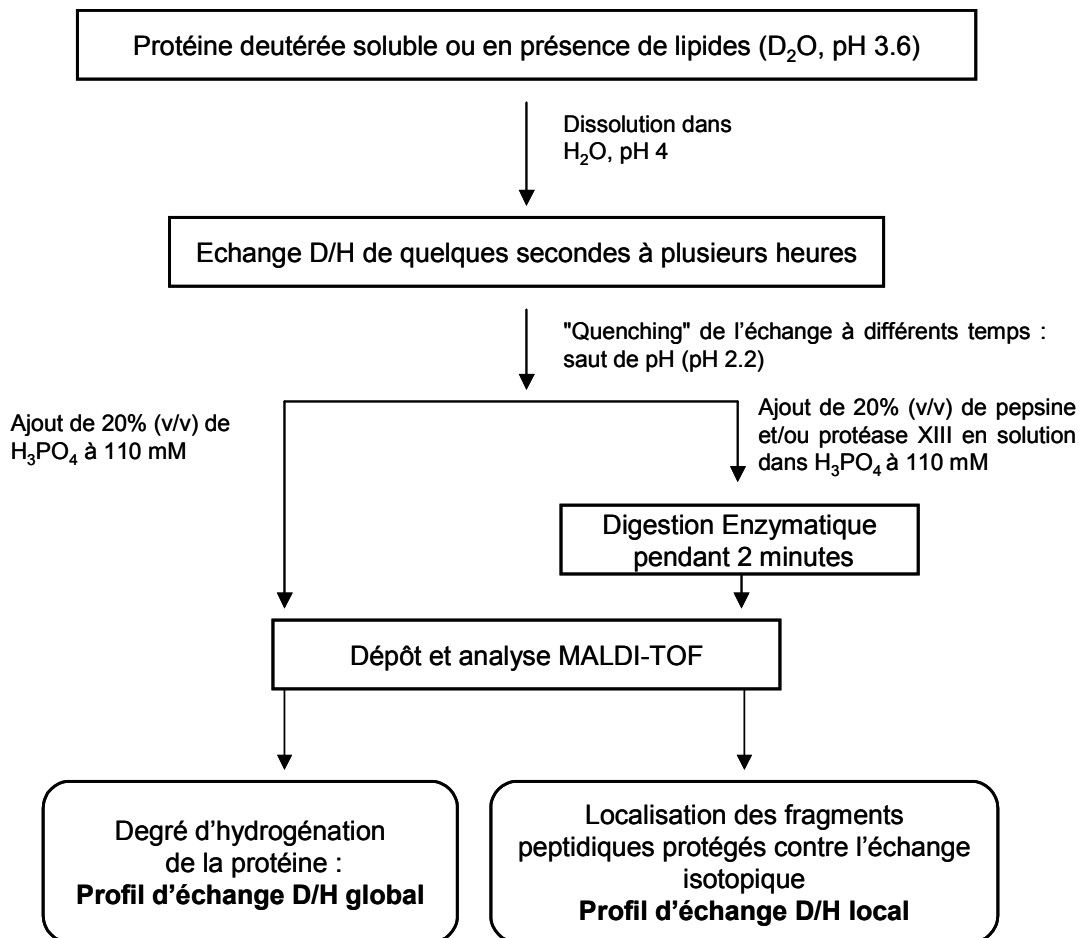 Protéine deutérée soluble ou en présence de lipides (D₂O, pH 3.6)
Dissolution dans
H₂O, pH 4
Echange D/H de quelques secondes à plusieurs heures
"Quenching" de l'échange à différents temps :
saut de pH (pH 2.2)
Ajout de 20% (v/v) de
H₃PO₄ à 110 mM
Ajout de 20% (v/v) de pepsine
et/ou protéase XIII en solution
dans H₃PO₄ à 110 mM
Digestion Enzymatique
pendant 2 minutes
Dépôt et analyse MALDI-TOF
Degré d'hydrogénation
de la protéine :
Profil d'échange D/H global
Localisation des fragments
peptidiques protégés contre l'échange
isotopique
Profil d'échange D/H local